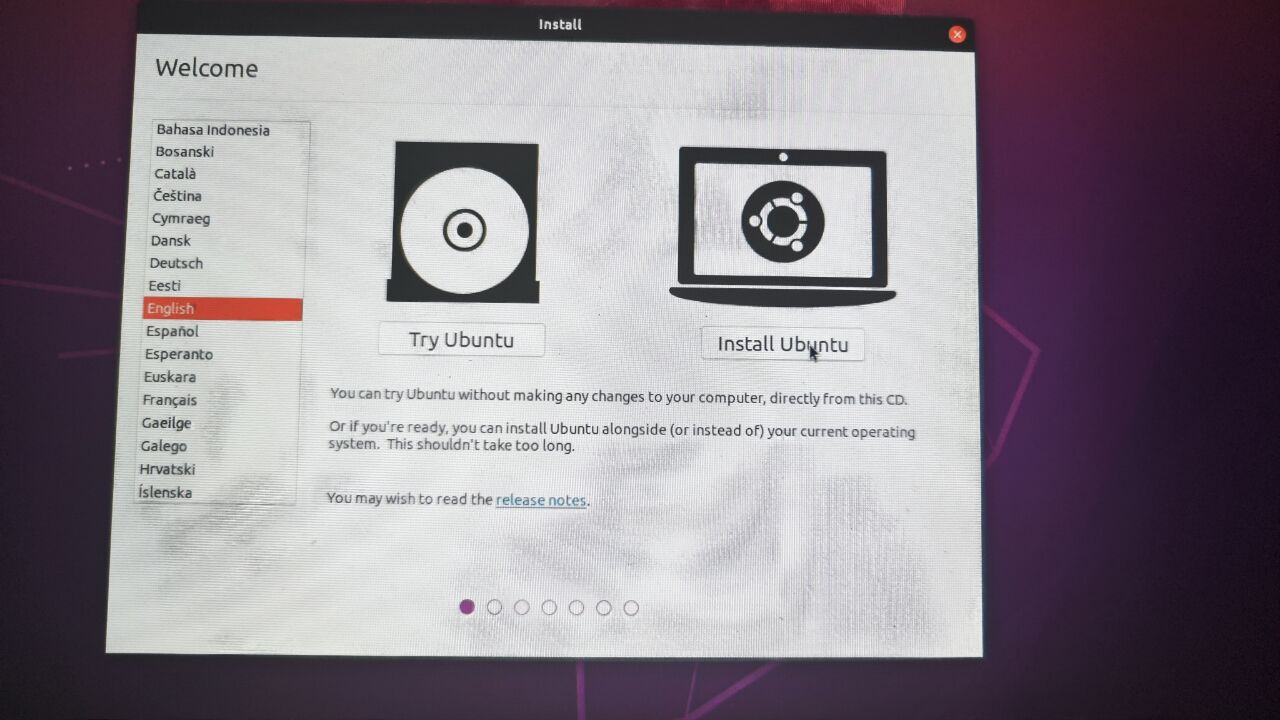 Install
Welcome
Bahasa Indonesia
Bosanski
Català
Čeština
Cymraeg
Dansk
Deutsch
Eesti
English
Español
Esperanto
Euskara
Français
Gaeilge
Galego
Hrvatski
Íslenska
Try Ubuntu
Install Ubuntu
You can try Ubuntu without making any changes to your computer, directly from this CD.
Or if you're ready, you can install Ubuntu alongside (or instead of) your current operating
system. This shouldn't take too long.
You may wish to read the release notes.